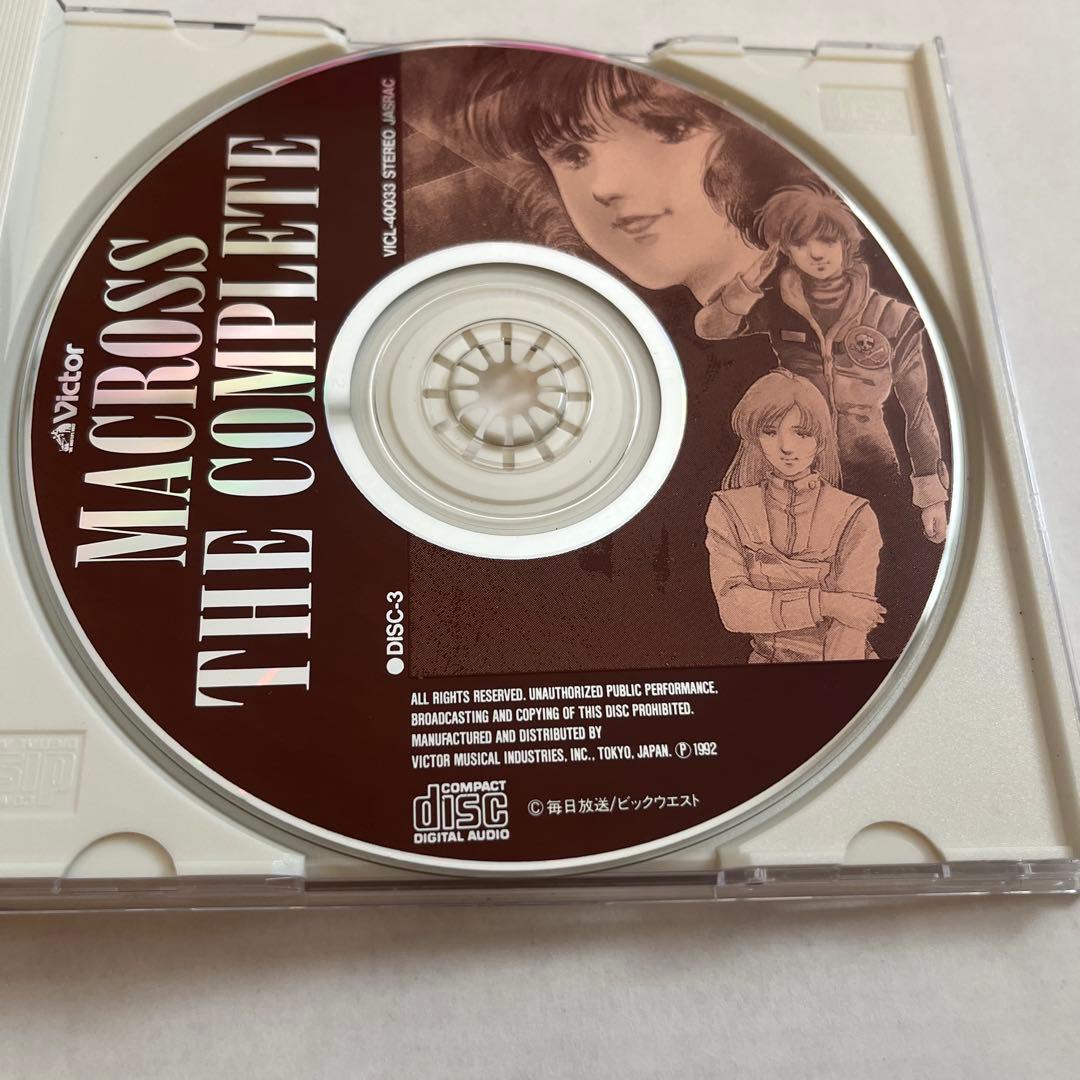 Victor
MACROSS
THE COMPLETE
VICL-40033 STEREO JASRAC
●DISC-3
ALL RIGHTS RESERVED. UNAUTHORIZED PUBLIC PERFORMANCE,
BROADCASTING AND COPYING OF THIS DISC PROHIBITED.
MANUFACTURED AND DISTRIBUTED BY
VICTOR MUSICAL INDUSTRIES, INC., TOKYO, JAPAN. Ⓟ 1992
COMPACT
disc
DIGITAL AUDIO
© 毎日放送/ビックウエスト